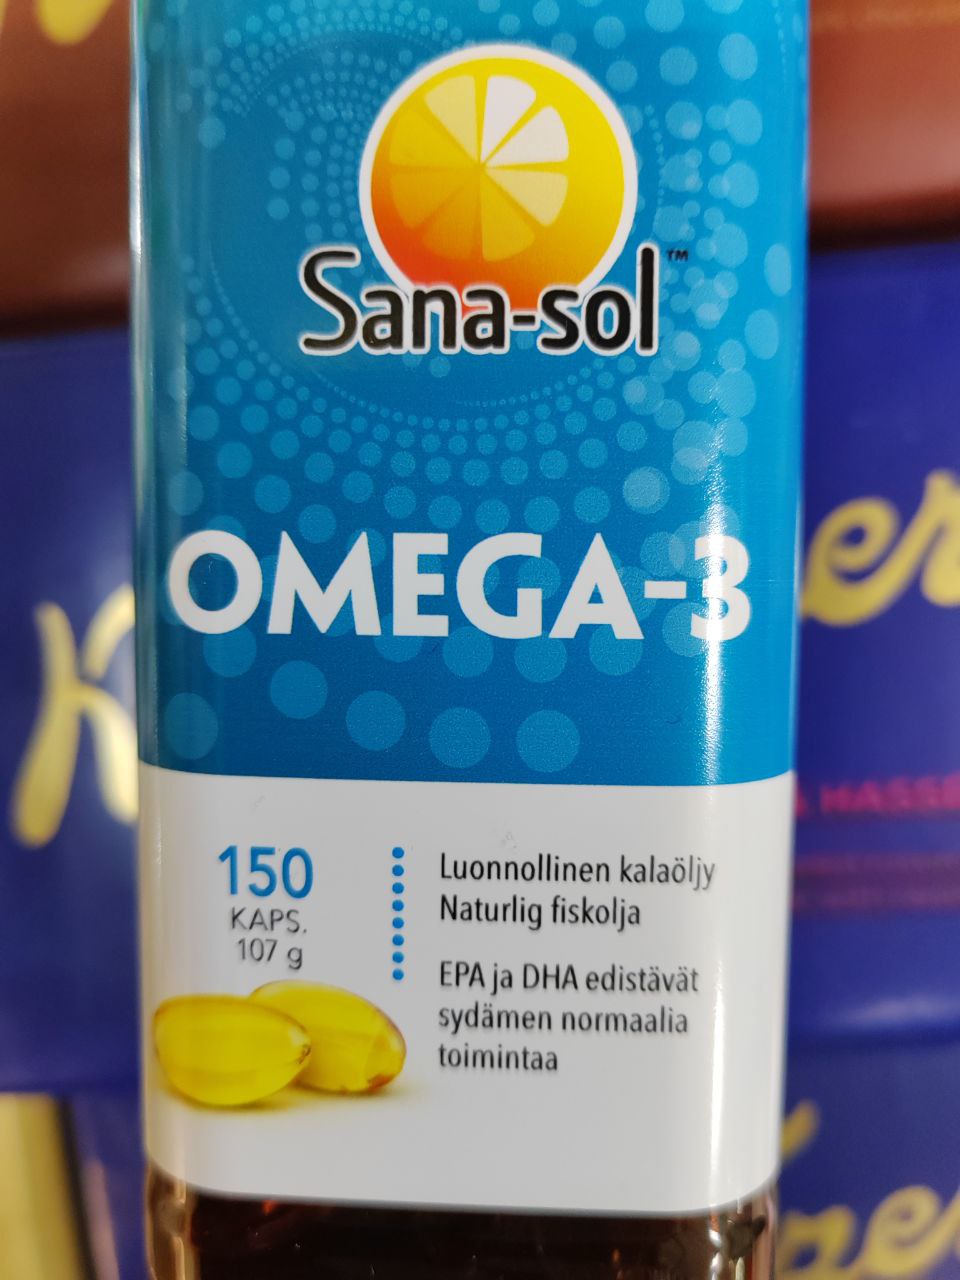 Sana-sol™
OMEGA-3
150
KAPS.
107 g
Luonnollinen kalaöljy
Naturlig fiskolja
EPA ja DHA edistävät
sydämen normaalia
toimintaa